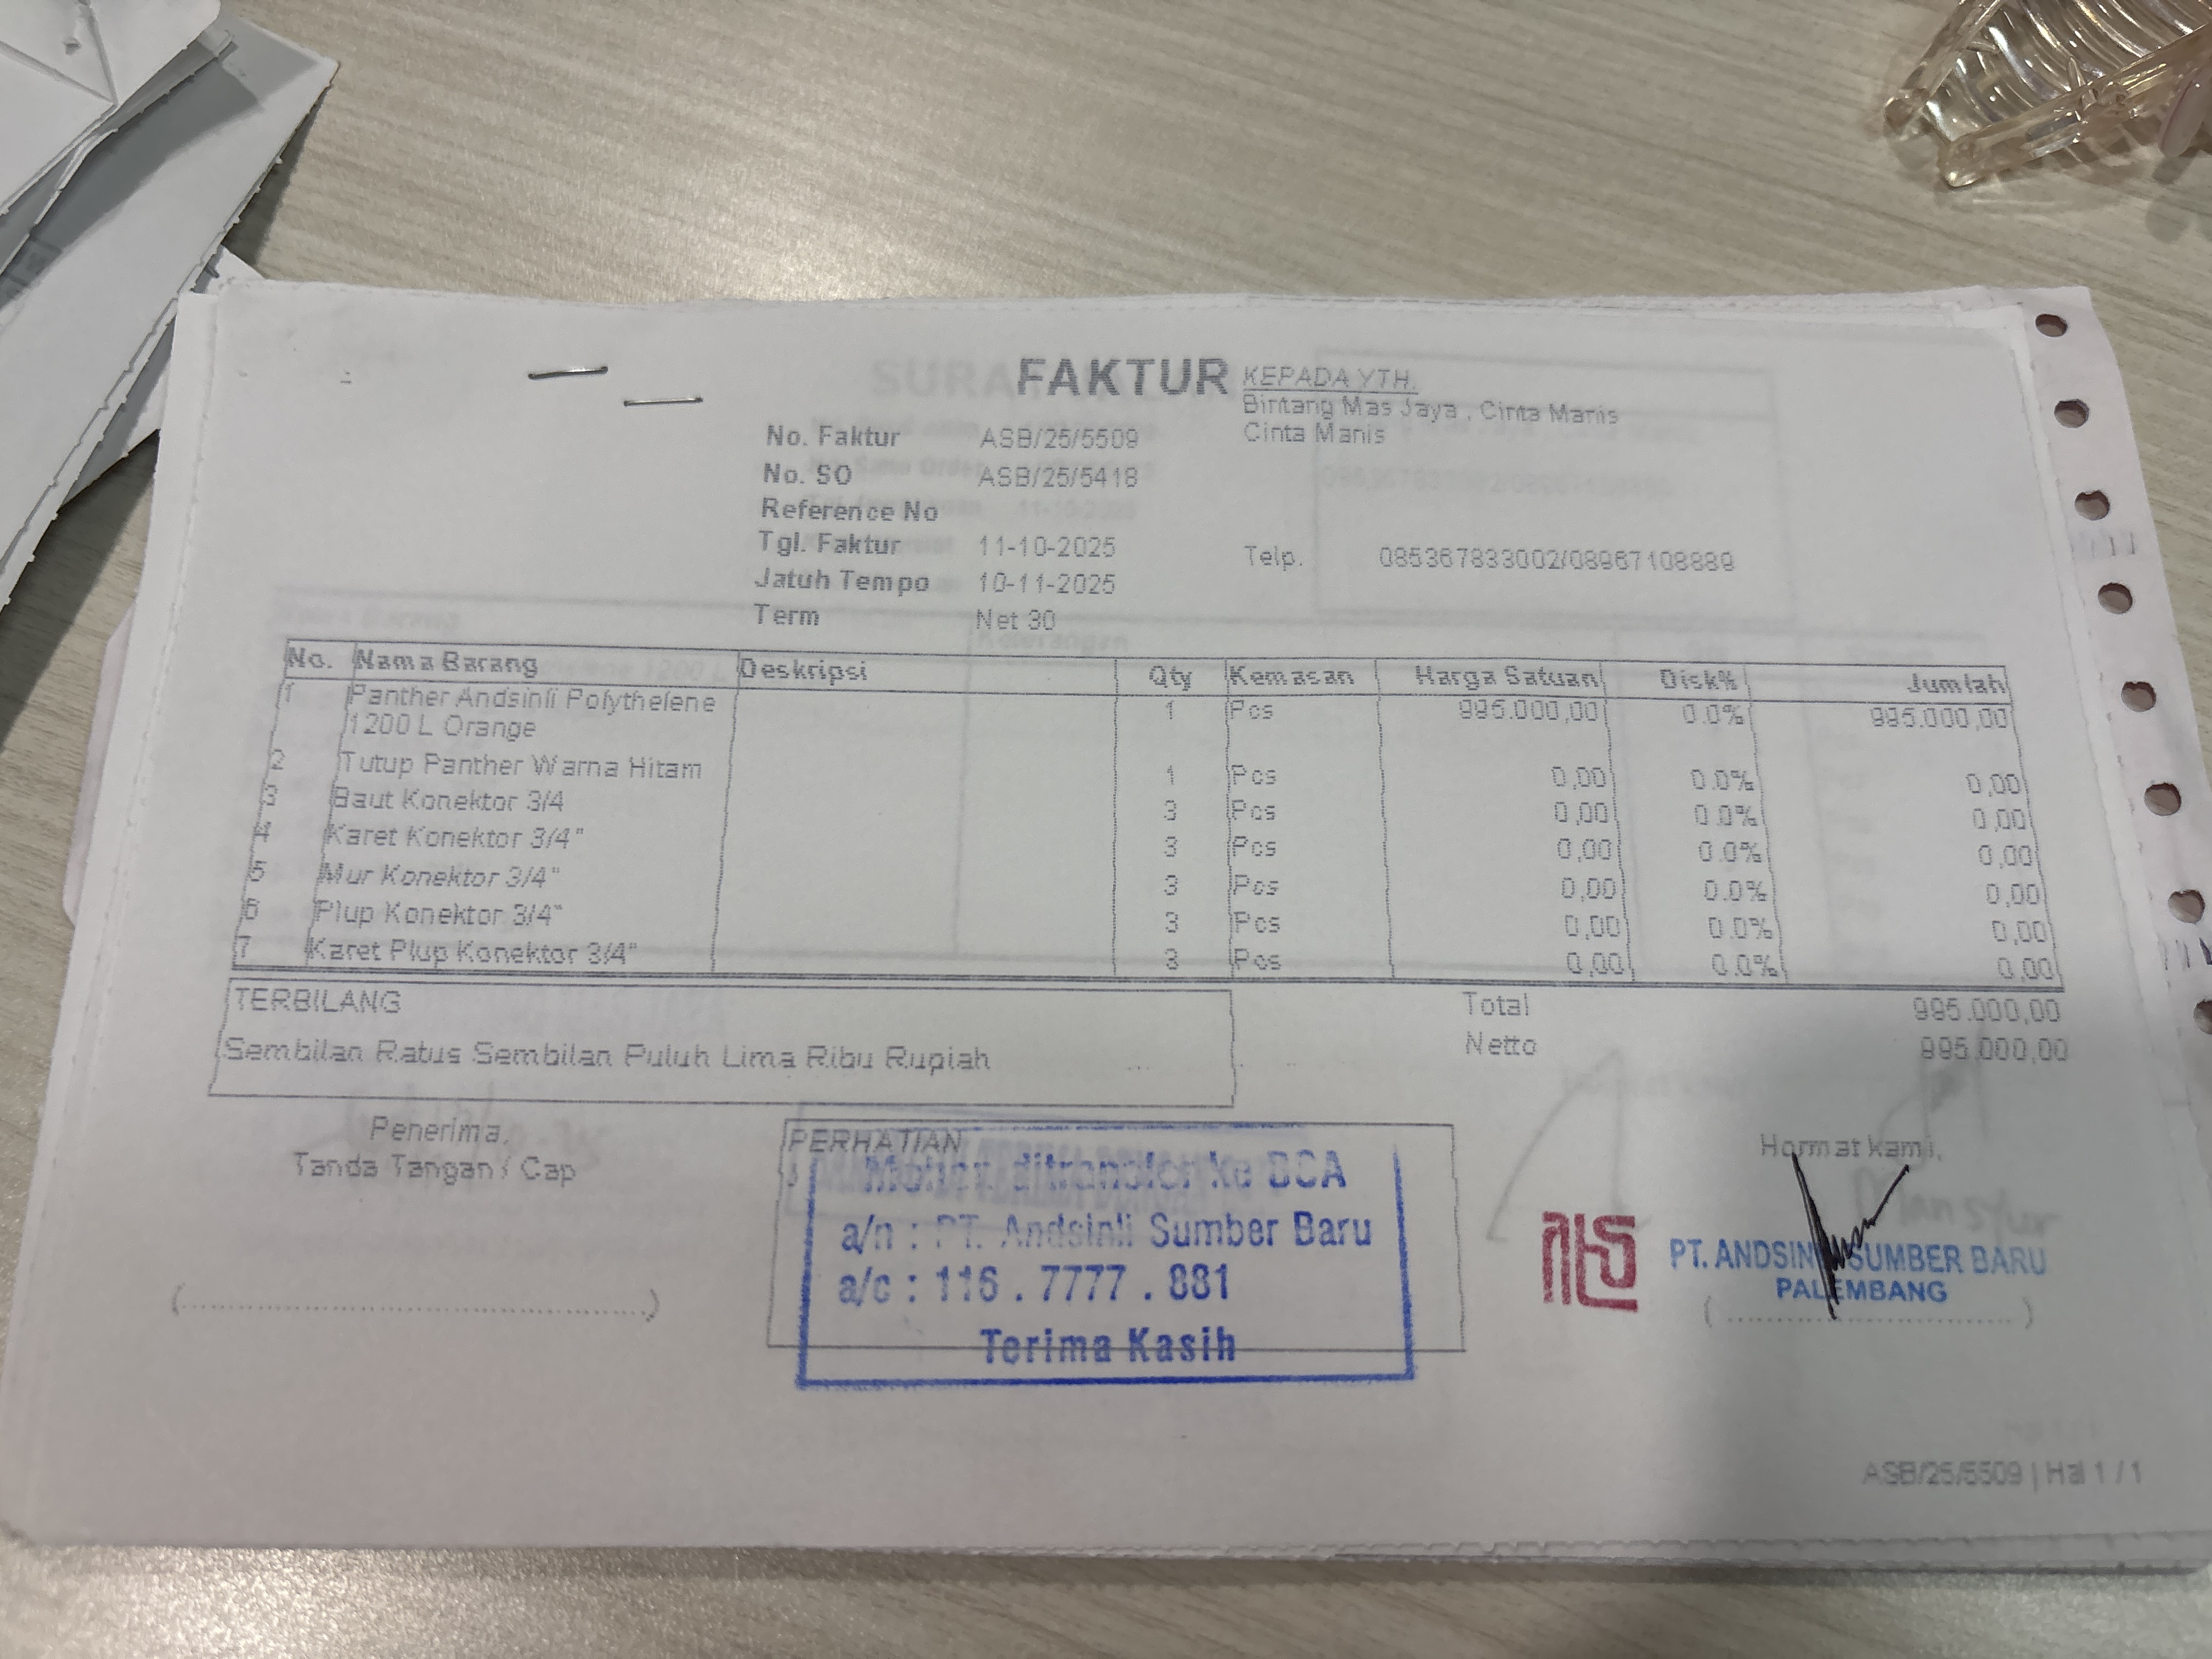 FAKTUR
KEPADA YTH.
Bintang Mas Jaya , Cinta Manis
Cinta Manis
No. Faktur ASB/25/5509
No. SO ASB/25/5418
Reference No
Tgl. Faktur 11-10-2025
Telp. 085367833002/08967108889
Jatuh Tempo 10-11-2025
Term Net 30
No. Nama Barang Deskripsi Qty Kemasan Harga Satuan Disk% Jumlah
1 Panther Andsinli Polythelene 1 Pcs 995.000,00 0.0% 995.000,00
1200 L Orange
2 Tutup Panther Warna Hitam 1 Pcs 0,00 0.0% 0,00
3 Baut Konektor 3/4 3 Pcs 0,00 0.0% 0,00
4 Karet Konektor 3/4" 3 Pcs 0,00 0.0% 0,00
5 Mur Konektor 3/4" 3 Pcs 0,00 0.0% 0,00
6 Plup Konektor 3/4" 3 Pcs 0,00 0.0% 0,00
7 Karet Plup Konektor 3/4" 3 Pcs 0,00 0.0% 0,00
TERBILANG
Sembilan Ratus Sembilan Puluh Lima Ribu Rupiah
Total 995.000,00
Netto 995.000,00
Penerima,
Tanda Tangan / Cap
PERHATIAN
Mohon ditransfer ke BCA
a/n : PT. Andsinli Sumber Baru
a/c : 116 . 7777 . 881
Terima Kasih
Hormat kami,
PT. ANDSINLI SUMBER BARU
PALEMBANG
ASB/25/5509 | Hal 1 / 1